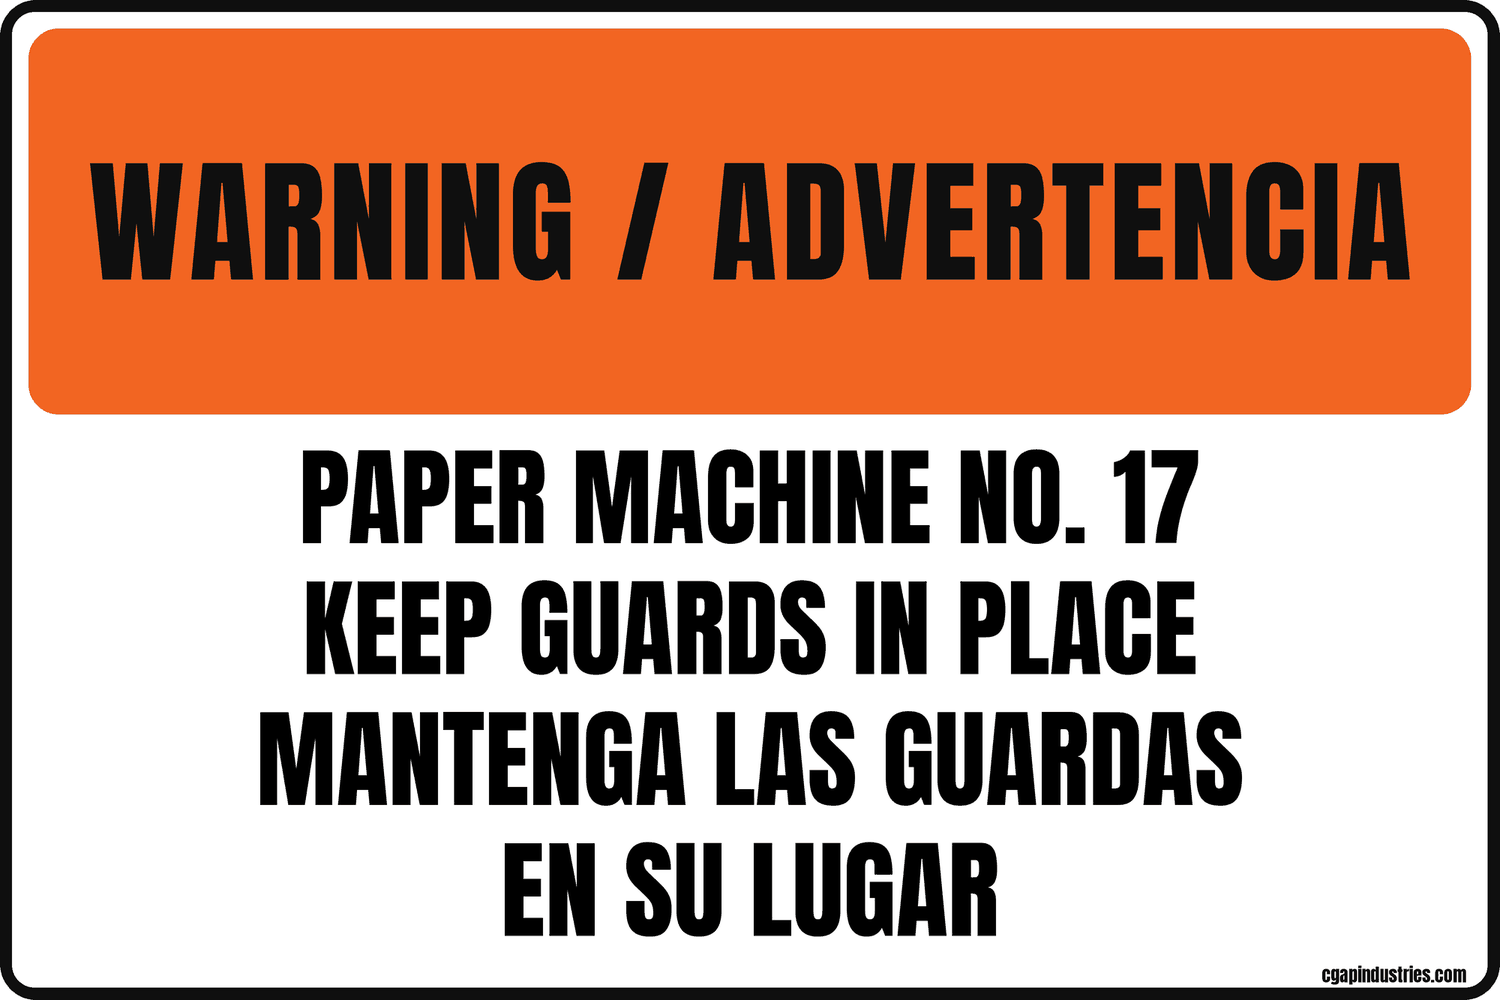 WARNING / ADVERTENCIA
PAPER MACHINE NO. 17
KEEP GUARDS IN PLACE
MANTENGA LAS GUARDAS
EN SU LUGAR
cgapindustries.com